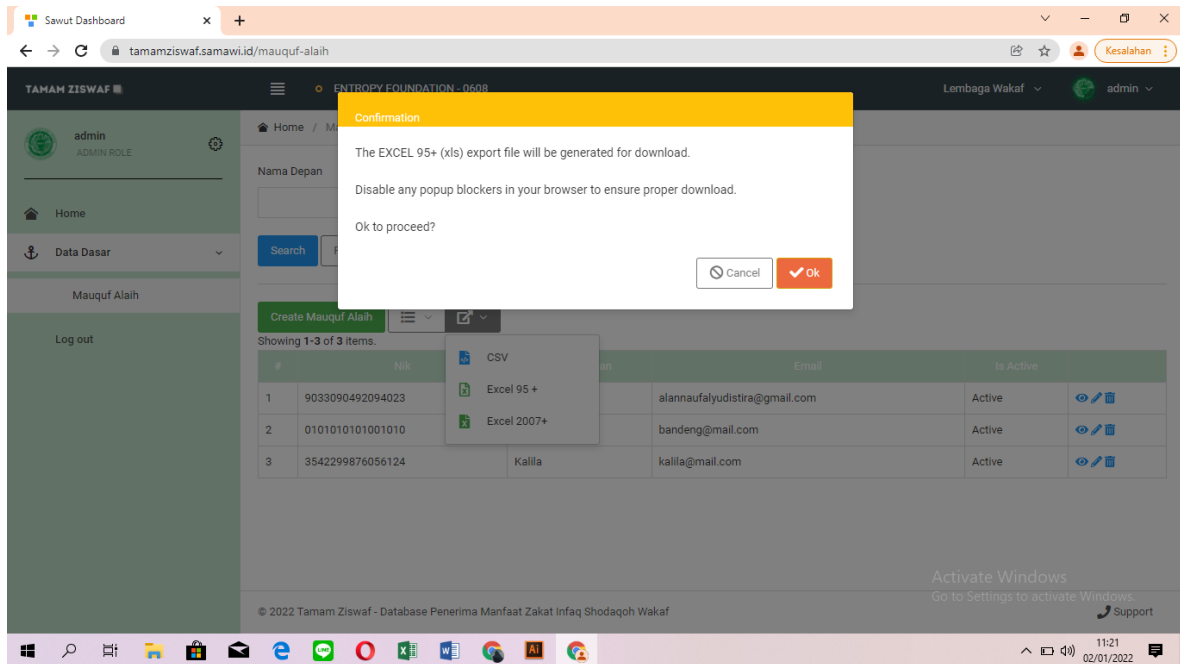 Sawut Dashboard
tamamziswaf.samawi.id/mauquf-alaih
Kesalahan
TAMAM ZISWAF
ENTROPY FOUNDATION - 0608
Lembaga Wakaf
admin
admin
ADMIN ROLE
Home
Data Dasar
Mauquf Alaih
Log out
Home /
Nama Depan
Search
Confirmation
The EXCEL 95+ (xls) export file will be generated for download.
Disable any popup blockers in your browser to ensure proper download.
Ok to proceed?
Cancel
Ok
Create Mauquf Alaih
Showing 1-3 of 3 items.
CSV
Excel 95 +
Excel 2007+
# Nik Email Is Active
1 9033090492094023 alannaufalyudistira@gmail.com Active
2 0101010101001010 bandeng@mail.com Active
3 3542299876056124 Kalila kalila@mail.com Active
Activate Windows
Go to Settings to activate Windows.
© 2022 Tamam Ziswaf - Database Penerima Manfaat Zakat Infaq Shodaqoh Wakaf
Support
11:21
02/01/2022